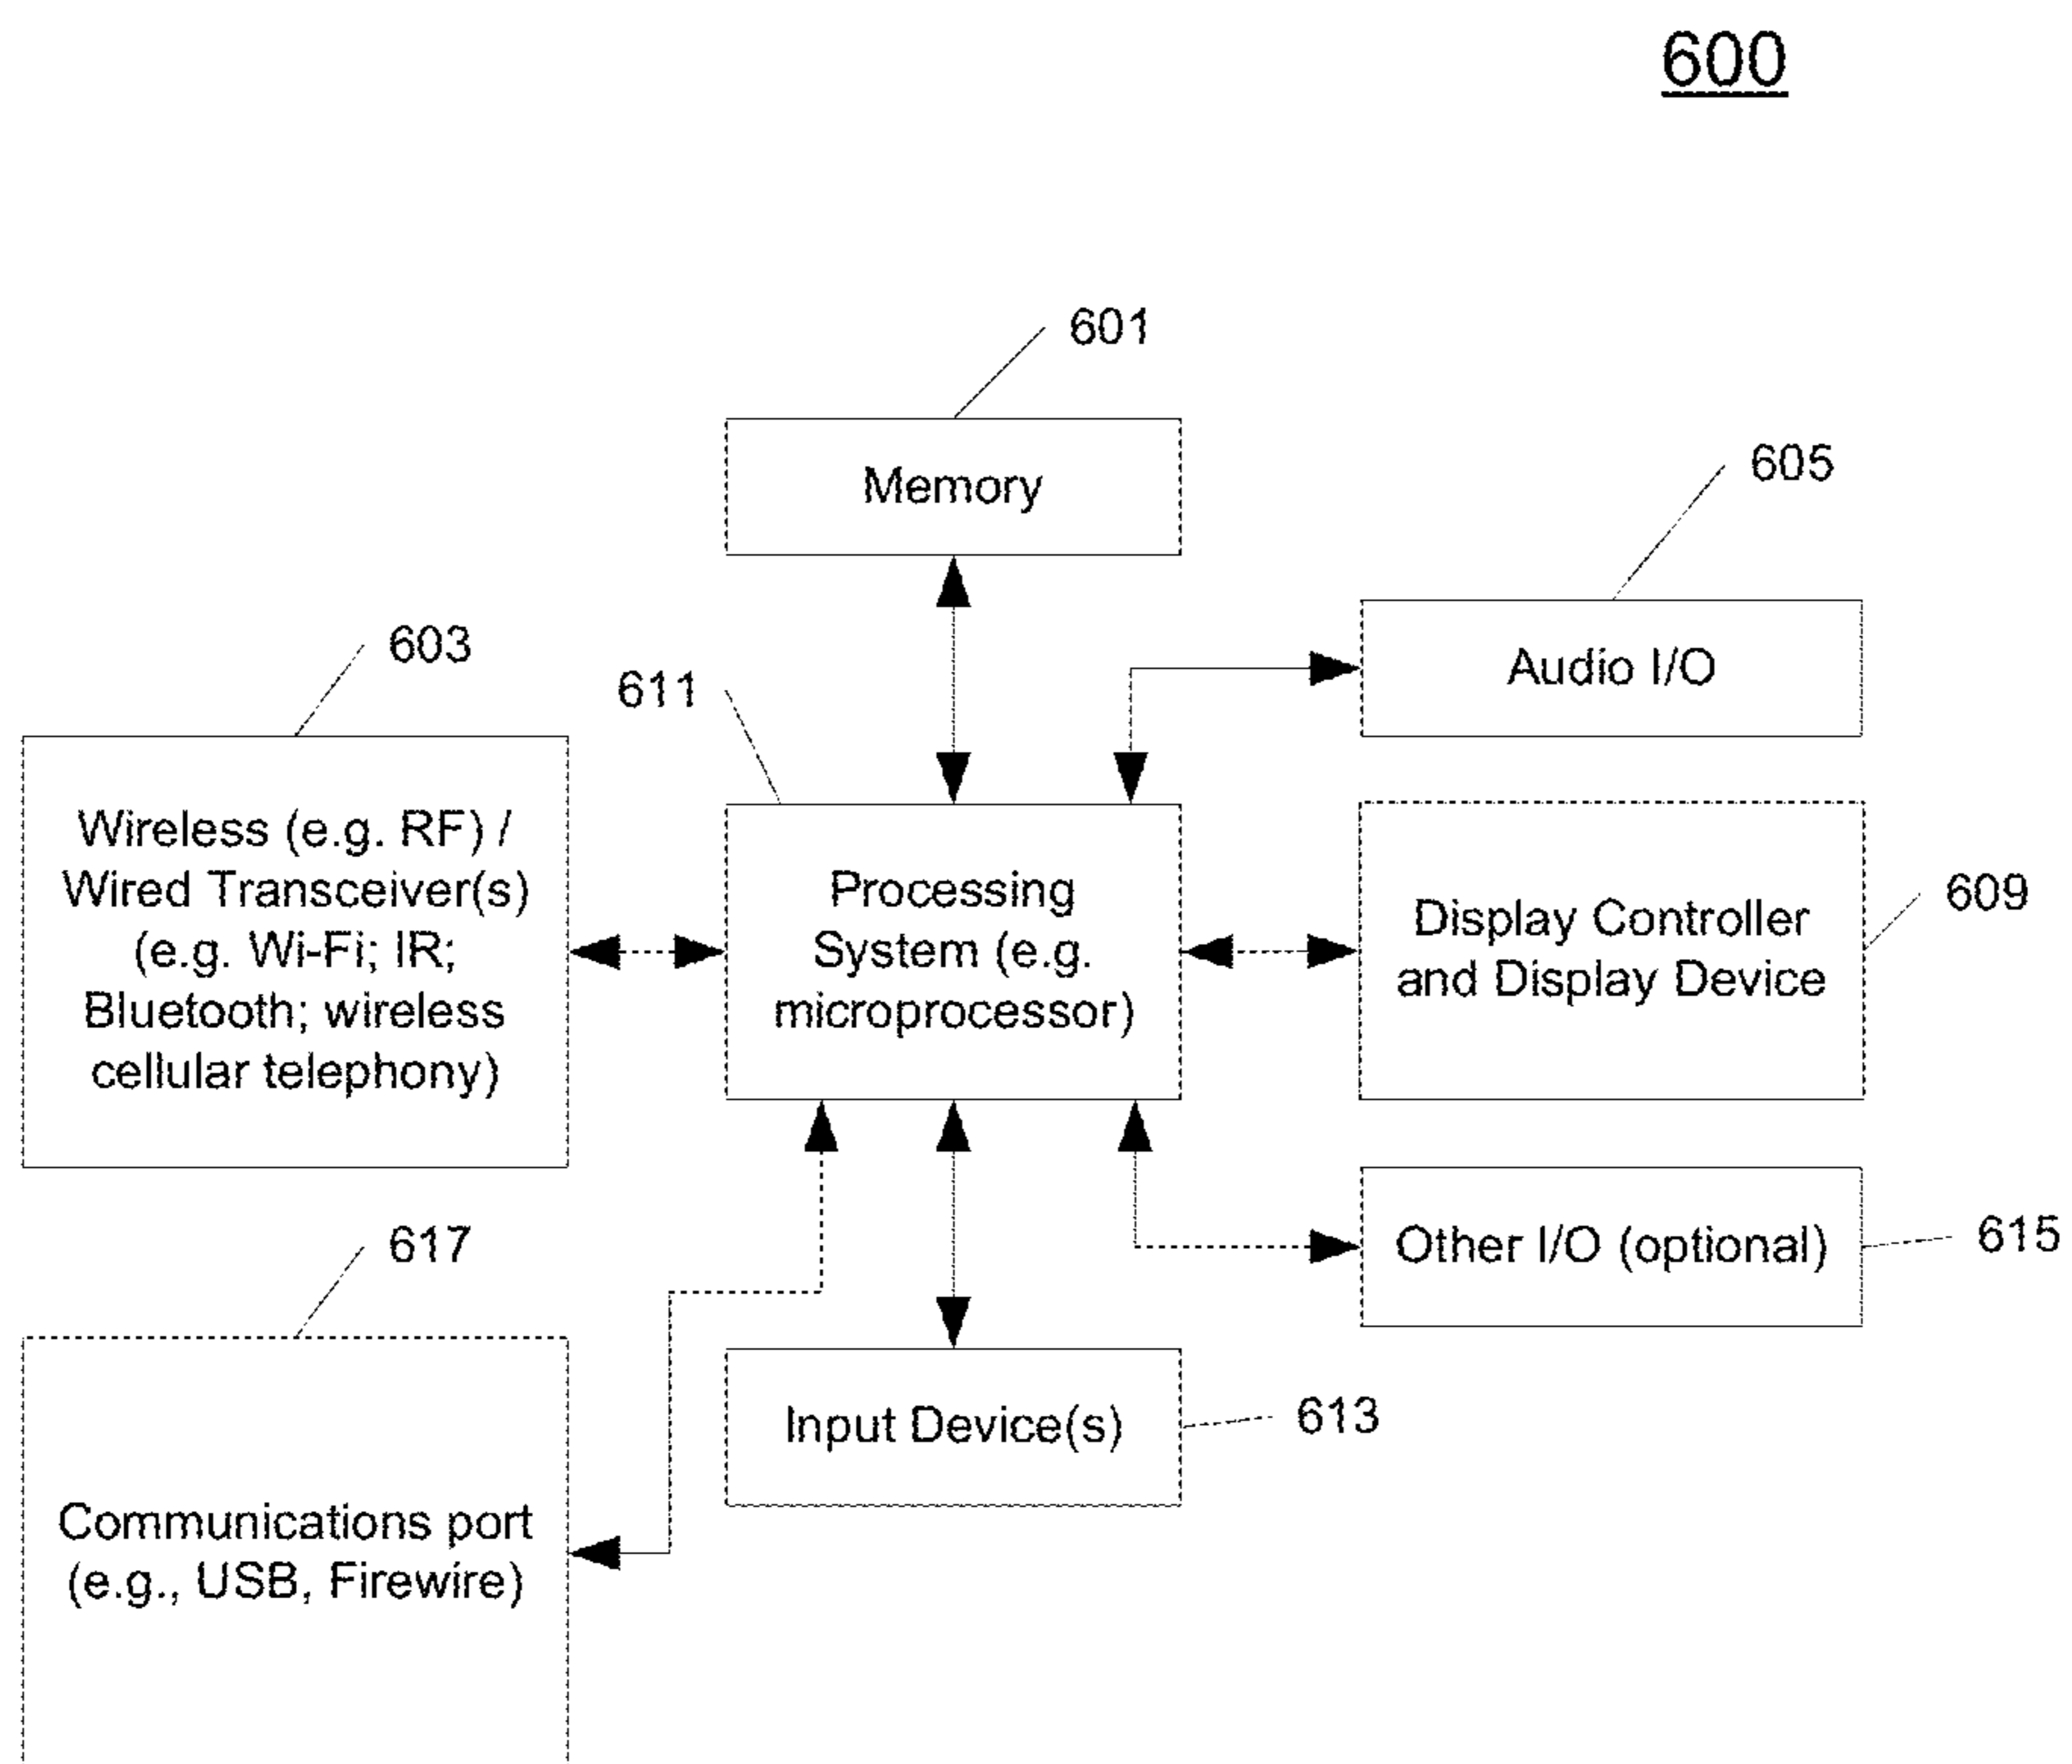 600
601
Memory
605
Audio I/O
603
611
Wireless (e.g. RF) /
Wired Transceiver(s)
(e.g. Wi-Fi; IR;
Bluetooth; wireless
cellular telephony)
Processing
System (e.g.
microprocessor)
Display Controller
and Display Device
609
617
Other I/O (optional)
615
Input Device(s)
613
Communications port
(e.g., USB, Firewire)